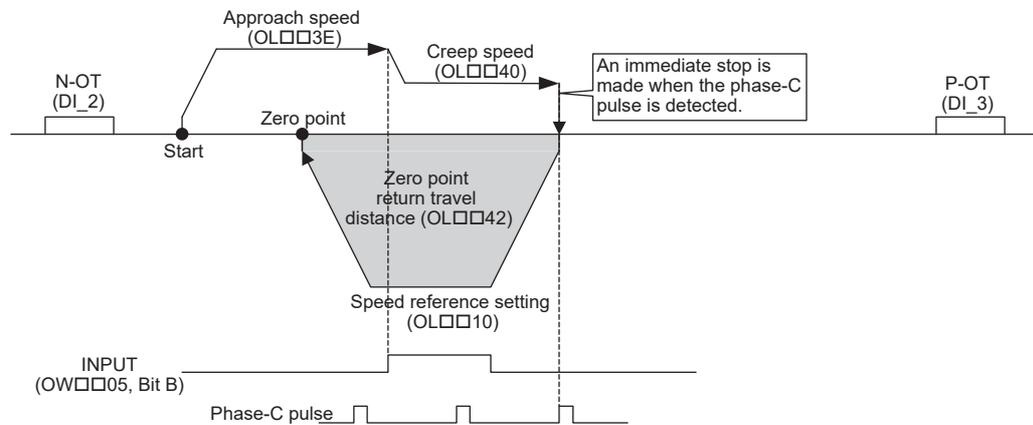 Approach speed
(OL□□3E)
Creep speed
(OL□□40)
An immediate stop is
made when the phase-C
pulse is detected.
N-OT
(DI_2)
P-OT
(DI_3)
Zero point
Start
Zero point
return travel
distance (OL□□42)
Speed reference setting
(OL□□10)
INPUT
(OW□□05, Bit B)
Phase-C pulse